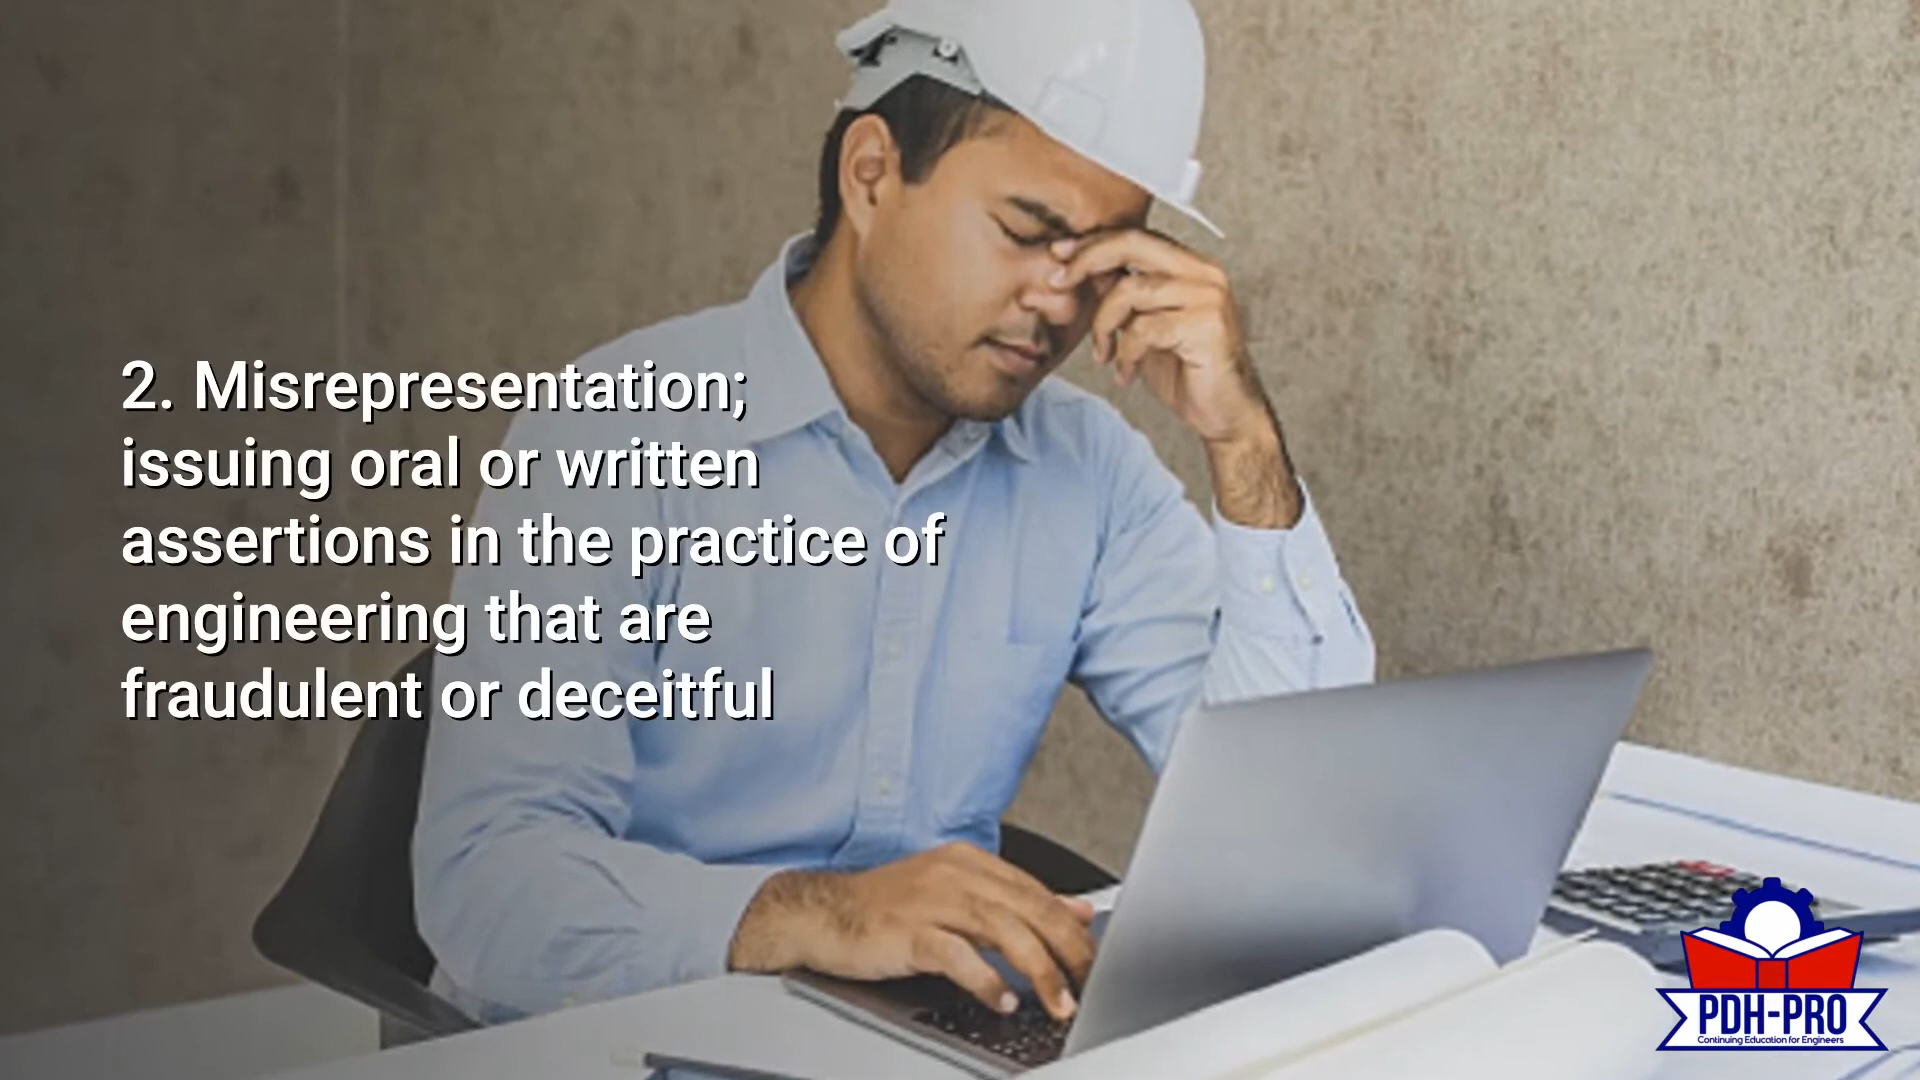 2. Misrepresentation;
issuing oral or written
assertions in the practice of
engineering that are
fraudulent or deceitful
PDH-PRO
Continuing Education for Engineers